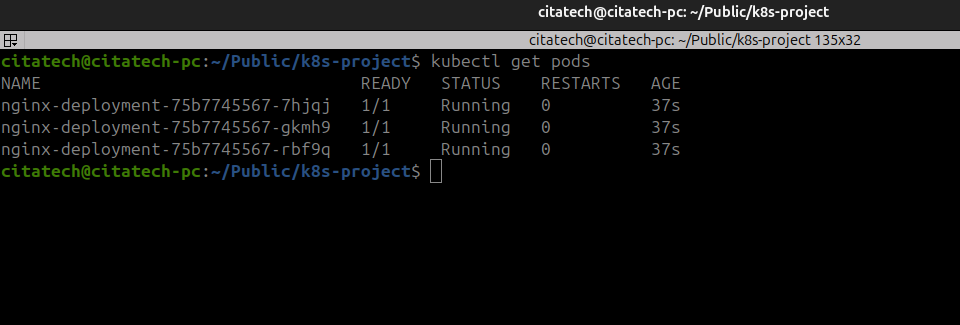 citatech@citatech-pc: ~/Public/k8s-project
citatech@citatech-pc: ~/Public/k8s-project 135x32
citatech@citatech-pc:~/Public/k8s-project$ kubectl get pods
NAME                                READY   STATUS    RESTARTS   AGE
nginx-deployment-75b7745567-7hjqj   1/1     Running   0          37s
nginx-deployment-75b7745567-gkmh9   1/1     Running   0          37s
nginx-deployment-75b7745567-rbf9q   1/1     Running   0          37s
citatech@citatech-pc:~/Public/k8s-project$